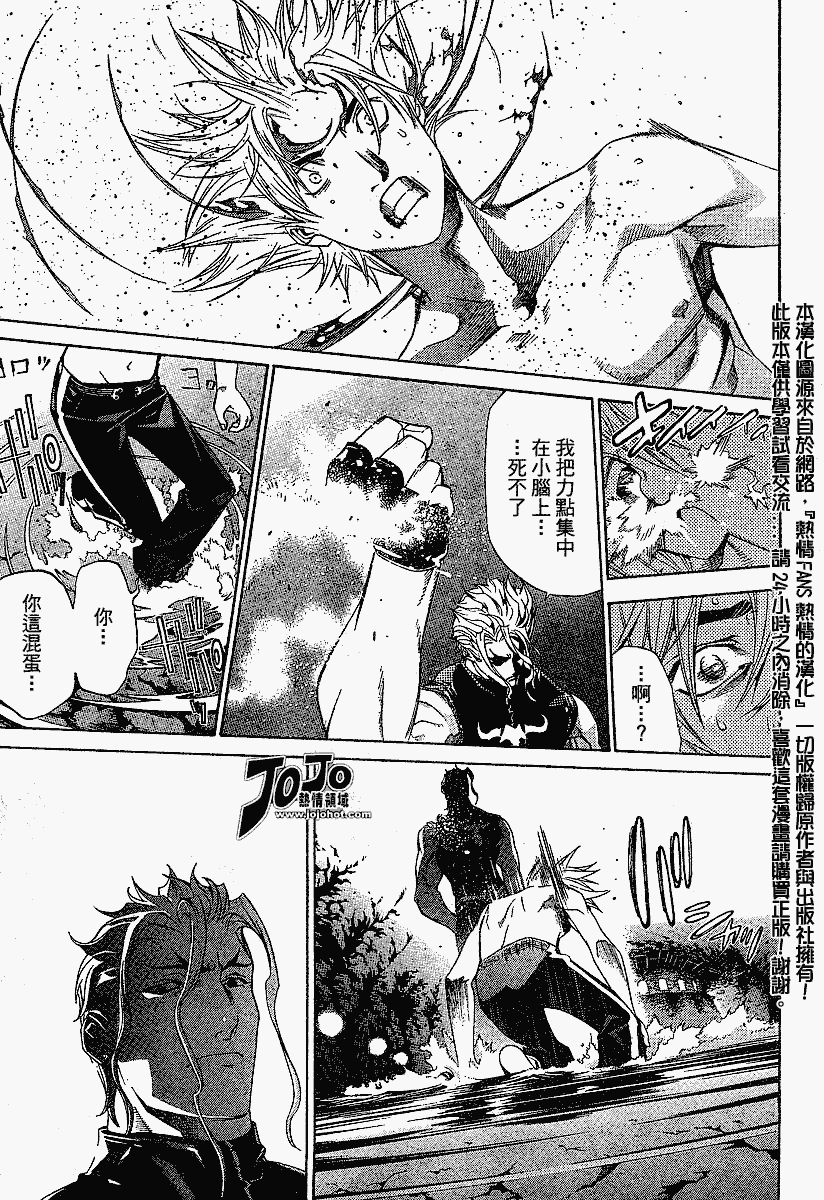 …啊…?
我把力點集中
在小腦上…
…死不了
你…
你這混蛋…
ヨロッ
ヨロ
JOJO
熱情領域
www.jojohot.com
本漢化圖源來自於網路，『熱情FANS 熱情的漢化』一切版權歸原作者與出版社擁有！
此版本僅供學習試看交流——請24小時之內消除…喜歡這套漫畫請購買正版！謝謝。